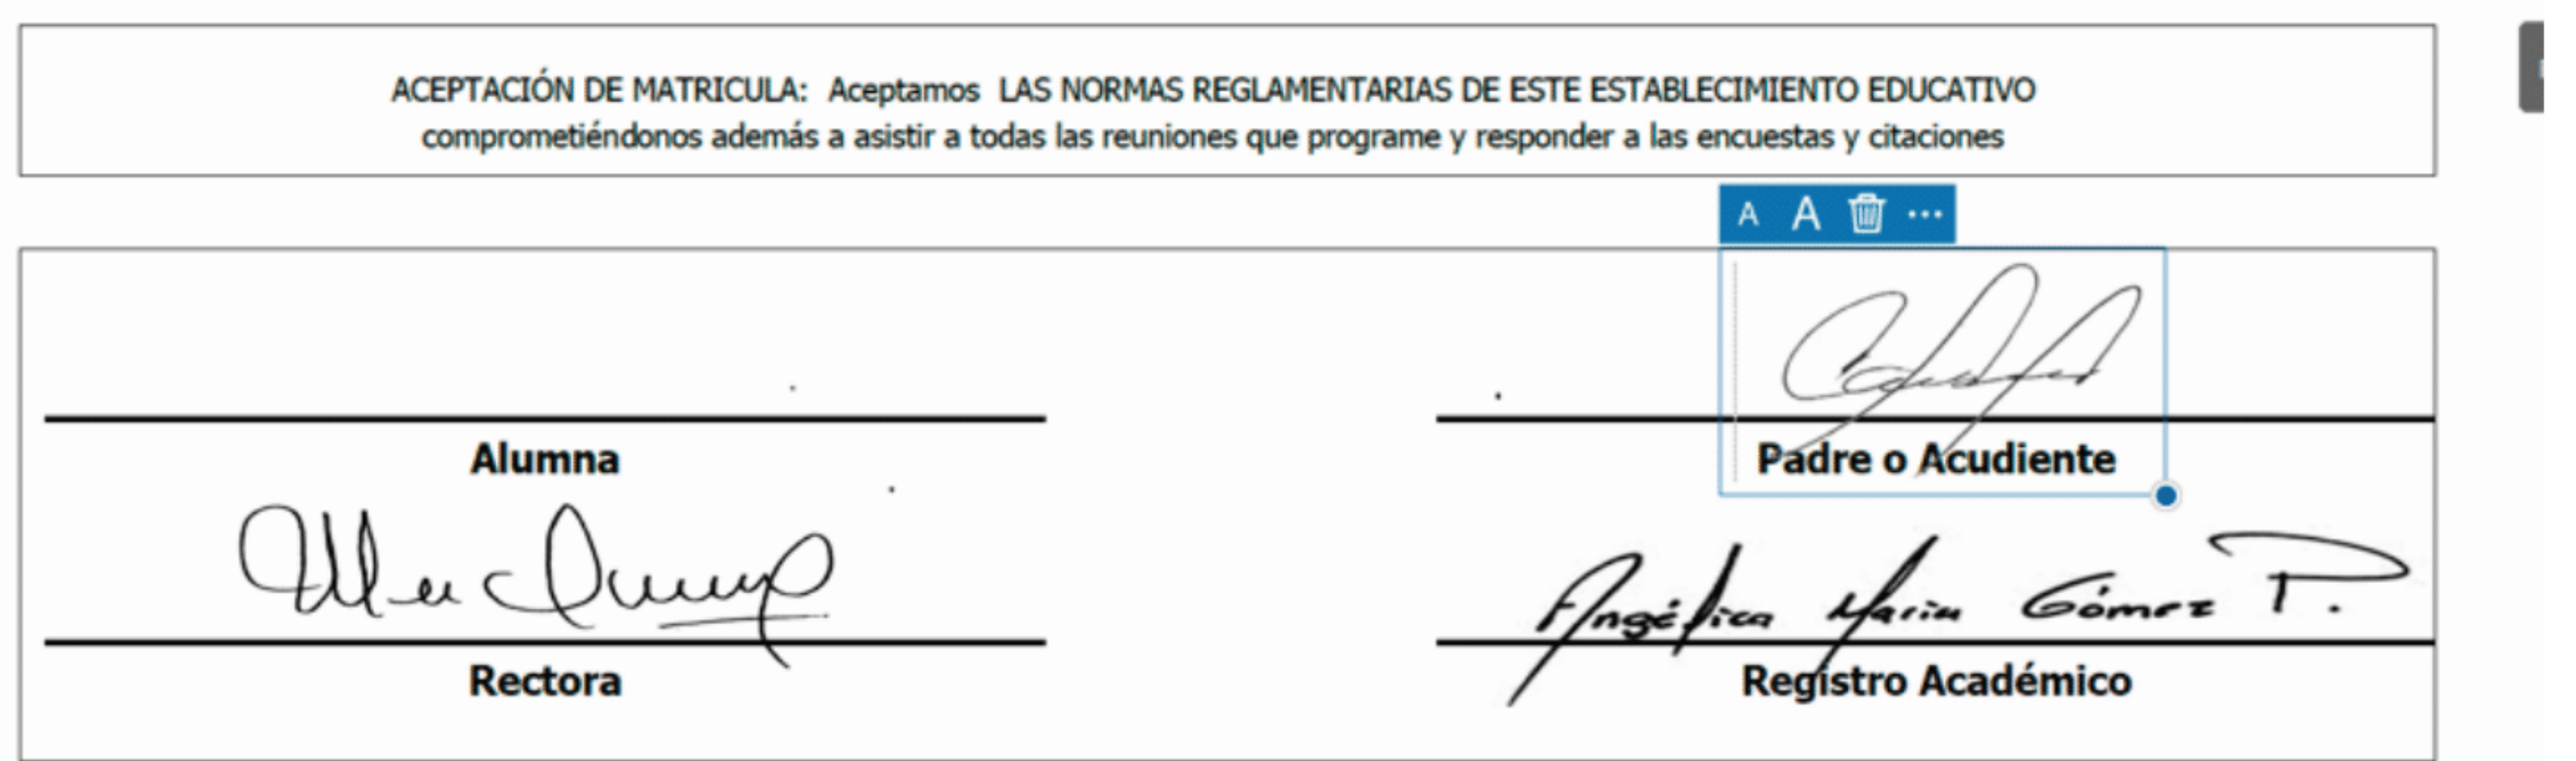 ACEPTACIÓN DE MATRICULA: Aceptamos LAS NORMAS REGLAMENTARIAS DE ESTE ESTABLECIMIENTO EDUCATIVO
comprometiéndonos además a asistir a todas las reuniones que programe y responder a las encuestas y citaciones
A A ...
Alumna
Padre o Acudiente
Angélica Maria Gómez P.
Rectora
Registro Académico